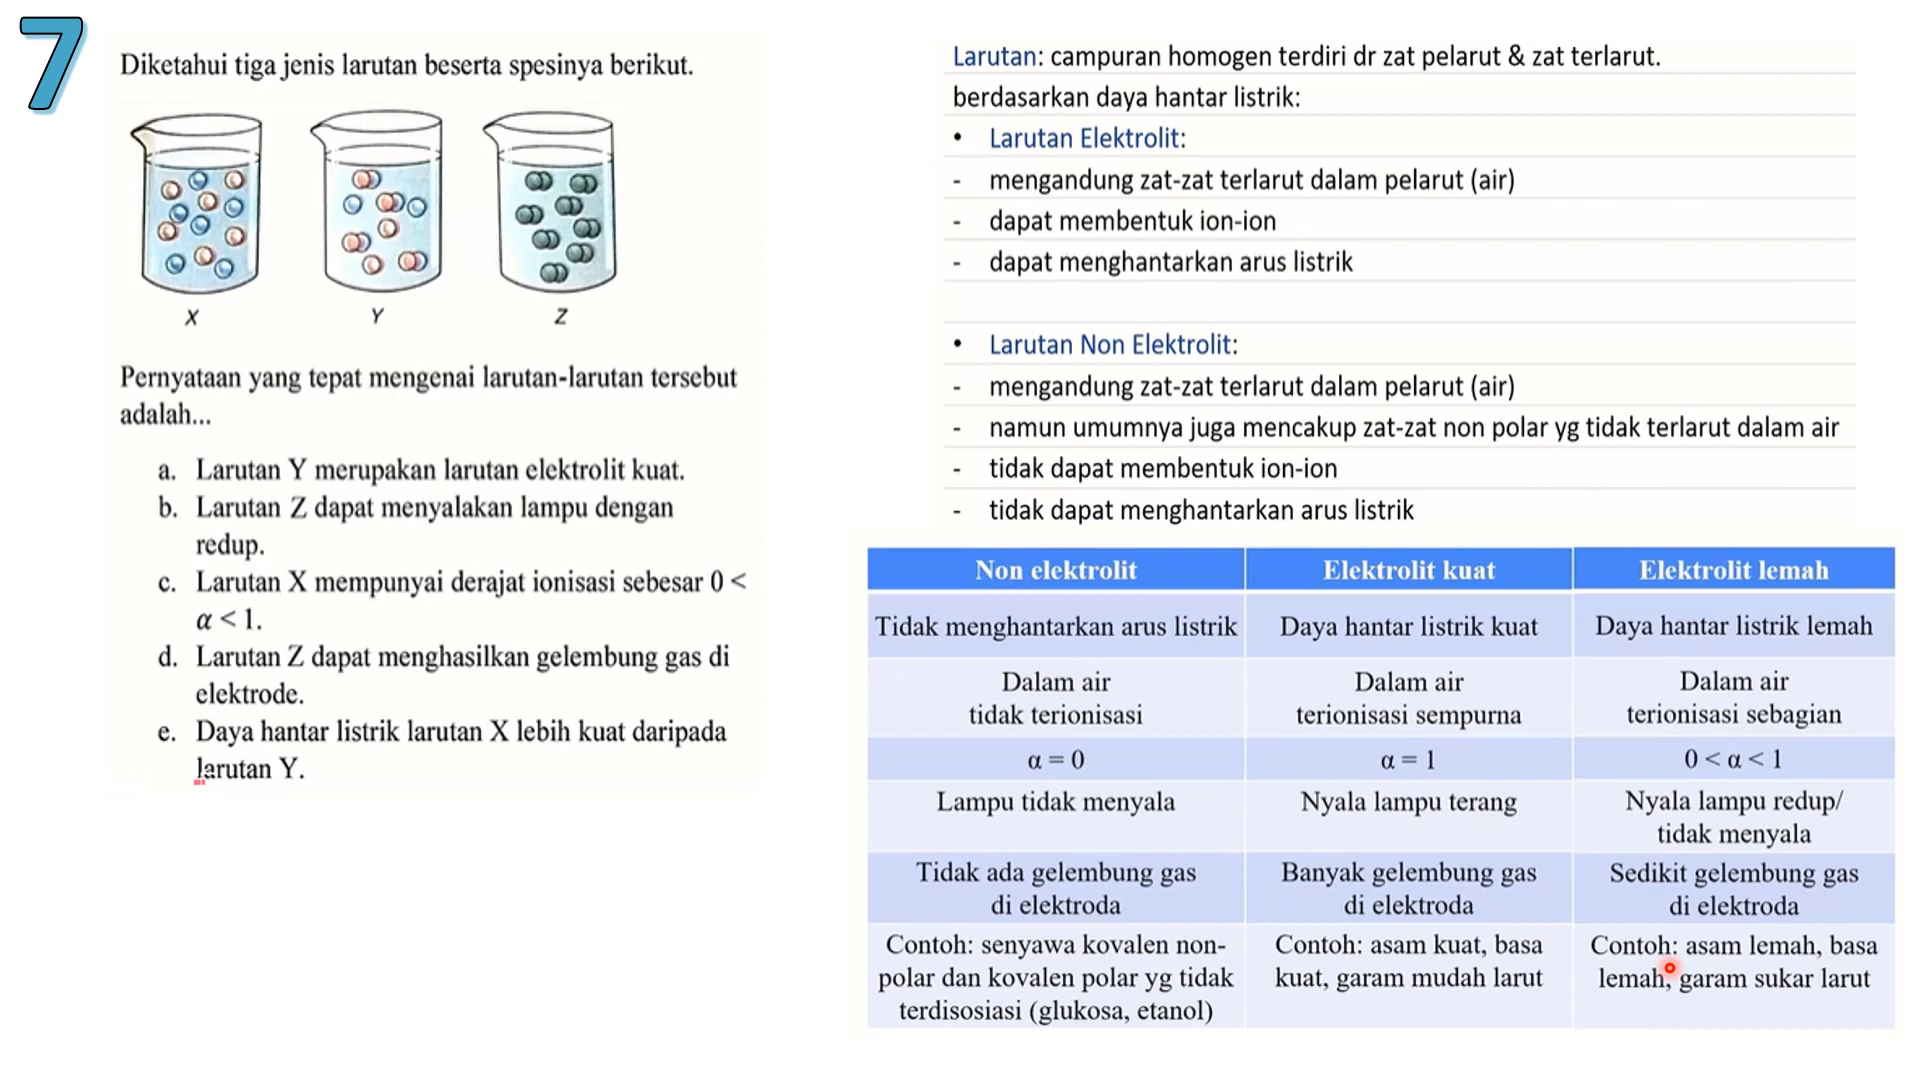 7
Diketahui tiga jenis larutan beserta spesinya berikut.
X
Y
Z
Pernyataan yang tepat mengenai larutan-larutan tersebut
adalah...
a. Larutan Y merupakan larutan elektrolit kuat.
b. Larutan Z dapat menyalakan lampu dengan
redup.
c. Larutan X mempunyai derajat ionisasi sebesar 0 <
α < 1.
d. Larutan Z dapat menghasilkan gelembung gas di
elektrode.
e. Daya hantar listrik larutan X lebih kuat daripada
larutan Y.
Larutan: campuran homogen terdiri dr zat pelarut & zat terlarut.
berdasarkan daya hantar listrik:
• Larutan Elektrolit:
- mengandung zat-zat terlarut dalam pelarut (air)
- dapat membentuk ion-ion
- dapat menghantarkan arus listrik
• Larutan Non Elektrolit:
- mengandung zat-zat terlarut dalam pelarut (air)
- namun umumnya juga mencakup zat-zat non polar yg tidak terlarut dalam air
- tidak dapat membentuk ion-ion
- tidak dapat menghantarkan arus listrik
Non elektrolit
Elektrolit kuat
Elektrolit lemah
Tidak menghantarkan arus listrik
Daya hantar listrik kuat
Daya hantar listrik lemah
Dalam air
tidak terionisasi
Dalam air
terionisasi sempurna
Dalam air
terionisasi sebagian
α = 0
α = 1
0 < α < 1
Lampu tidak menyala
Nyala lampu terang
Nyala lampu redup/
tidak menyala
Tidak ada gelembung gas
di elektroda
Banyak gelembung gas
di elektroda
Sedikit gelembung gas
di elektroda
Contoh: senyawa kovalen non-
polar dan kovalen polar yg tidak
terdisosiasi (glukosa, etanol)
Contoh: asam kuat, basa
kuat, garam mudah larut
Contoh: asam lemah, basa
lemah, garam sukar larut